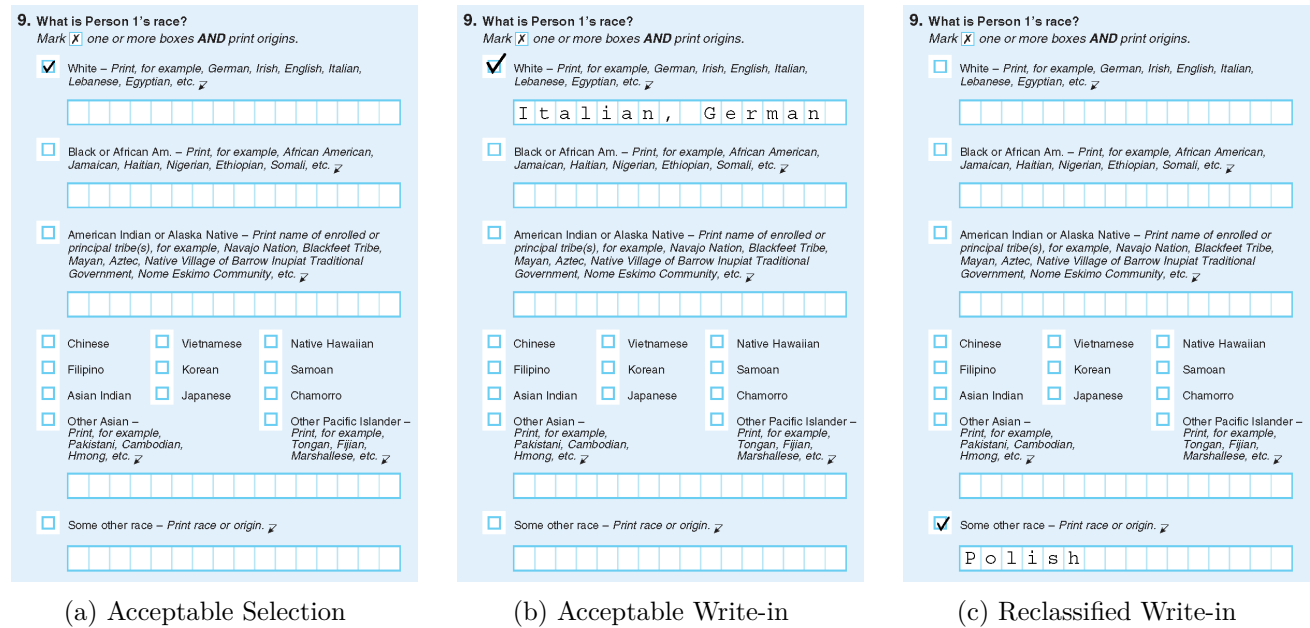 9. What is Person 1's race?
Mark ✗ one or more boxes AND print origins.
White – Print, for example, German, Irish, English, Italian,
Lebanese, Egyptian, etc.
Black or African Am. – Print, for example, African American,
Jamaican, Haitian, Nigerian, Ethiopian, Somali, etc.
American Indian or Alaska Native – Print name of enrolled or
principal tribe(s), for example, Navajo Nation, Blackfeet Tribe,
Mayan, Aztec, Native Village of Barrow Inupiat Traditional
Government, Nome Eskimo Community, etc.
Chinese Vietnamese Native Hawaiian
Filipino Korean Samoan
Asian Indian Japanese Chamorro
Other Asian – Other Pacific Islander –
Print, for example, Print, for example,
Pakistani, Cambodian, Tongan, Fijian,
Hmong, etc. Marshallese, etc.
Some other race – Print race or origin.
(a) Acceptable Selection
9. What is Person 1's race?
Mark ✗ one or more boxes AND print origins.
White – Print, for example, German, Irish, English, Italian,
Lebanese, Egyptian, etc.
Italian, German
Black or African Am. – Print, for example, African American,
Jamaican, Haitian, Nigerian, Ethiopian, Somali, etc.
American Indian or Alaska Native – Print name of enrolled or
principal tribe(s), for example, Navajo Nation, Blackfeet Tribe,
Mayan, Aztec, Native Village of Barrow Inupiat Traditional
Government, Nome Eskimo Community, etc.
Chinese Vietnamese Native Hawaiian
Filipino Korean Samoan
Asian Indian Japanese Chamorro
Other Asian – Other Pacific Islander –
Print, for example, Print, for example,
Pakistani, Cambodian, Tongan, Fijian,
Hmong, etc. Marshallese, etc.
Some other race – Print race or origin.
(b) Acceptable Write-in
9. What is Person 1's race?
Mark ✗ one or more boxes AND print origins.
White – Print, for example, German, Irish, English, Italian,
Lebanese, Egyptian, etc.
Black or African Am. – Print, for example, African American,
Jamaican, Haitian, Nigerian, Ethiopian, Somali, etc.
American Indian or Alaska Native – Print name of enrolled or
principal tribe(s), for example, Navajo Nation, Blackfeet Tribe,
Mayan, Aztec, Native Village of Barrow Inupiat Traditional
Government, Nome Eskimo Community, etc.
Chinese Vietnamese Native Hawaiian
Filipino Korean Samoan
Asian Indian Japanese Chamorro
Other Asian – Other Pacific Islander –
Print, for example, Print, for example,
Pakistani, Cambodian, Tongan, Fijian,
Hmong, etc. Marshallese, etc.
Some other race – Print race or origin.
Polish
(c) Reclassified Write-in